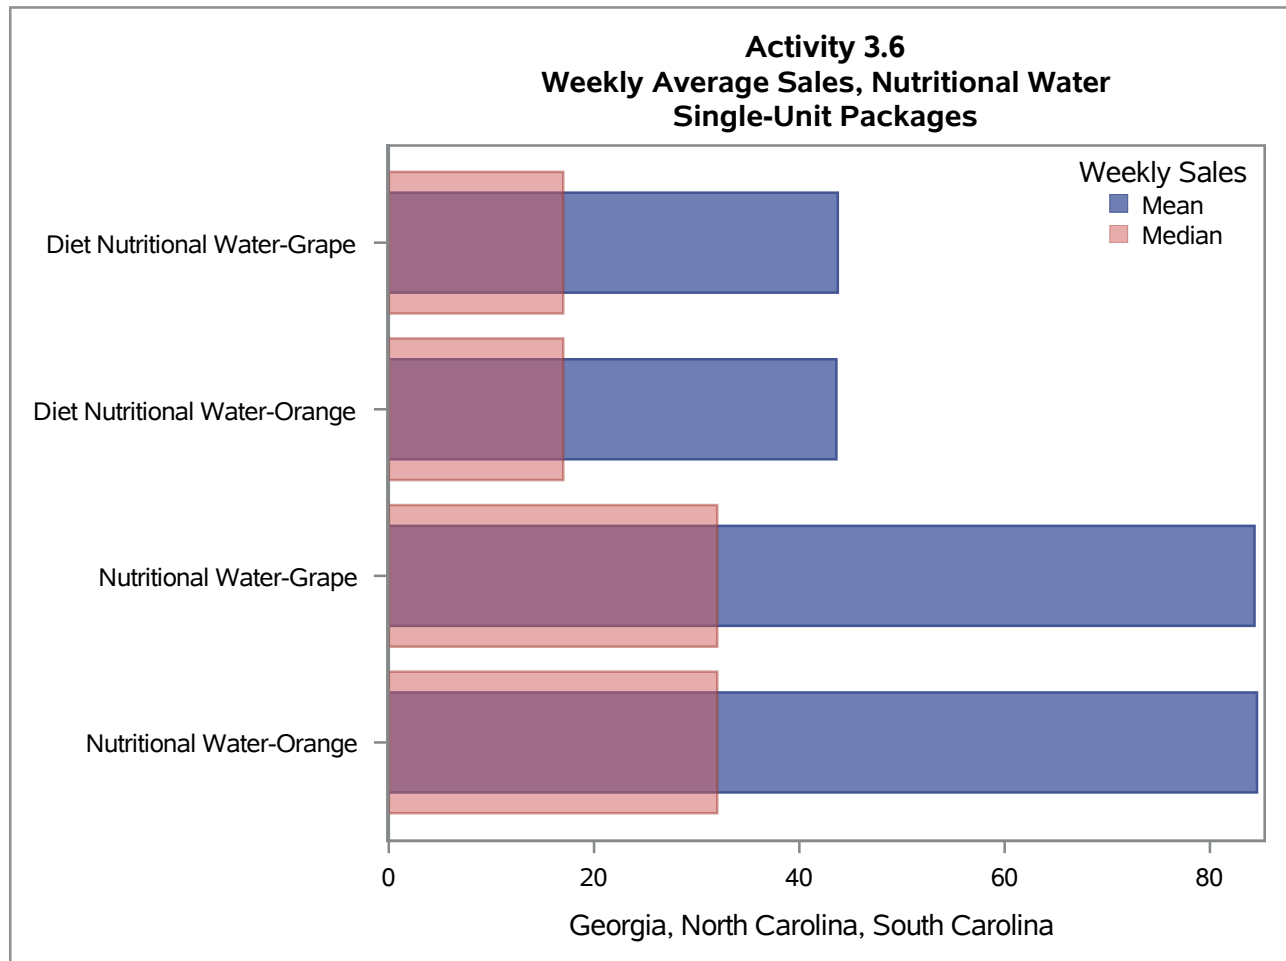 Activity 3.6
Weekly Average Sales, Nutritional Water
Single-Unit Packages
Weekly Sales
Mean
Median
Diet Nutritional Water-Grape
Diet Nutritional Water-Orange
Nutritional Water-Grape
Nutritional Water-Orange
0 20 40 60 80
Georgia, North Carolina, South Carolina